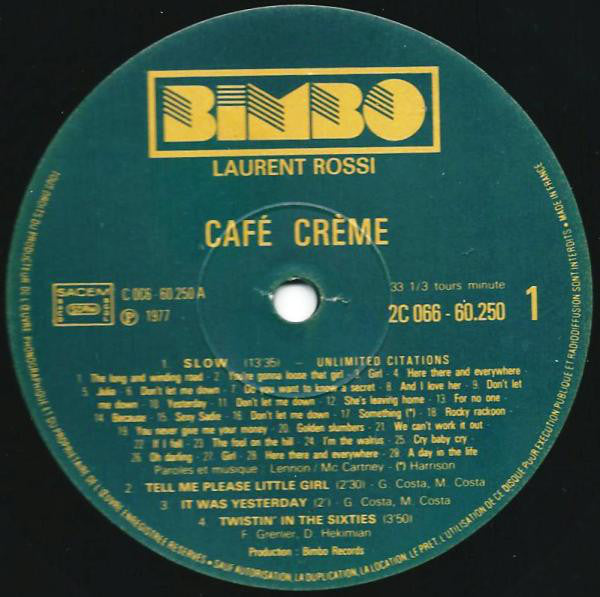 BIMBO
LAURENT ROSSI
CAFÉ CRÈME
SACEM
C 006 - 60.250 A
℗ 1977
33 1/3 tours minute
2C 066 - 60.250
1
1. SLOW (13'35) UNLIMITED CITATIONS
1. The long and winding road - 2 You're gonna loose that girl - 3. Girl - 4 Here there and everywhere
5. Julia - 6 Don't let me down - 7 Do you want to know a secret - 8 And I love her - 9. Don't let
me down - 10. Yesterday - 11 Don't let me down - 12. She's leaving home - 13. For no one -
14 Because - 15. Sexy Sadie - 16 Don't let me down - 17 Something (*) - 18 Rocky rackpon -
19. You never give me your money - 20 Golden slumbers - 21. We can't work it out -
22 If I fell - 23 The fool on the hill - 24. I'm the walrus - 25. Cry baby cry -
26 Oh darling - 27. Girl - 28 Here there and everywhere - 29. A day in the life
Paroles et musique : Lennon / Mc Cartney - (*) Harrison
2. TELL ME PLEASE LITTLE GIRL (2'30) - G. Costa, M. Costa
3. IT WAS YESTERDAY (2') - G. Costa, M. Costa
4. TWISTIN' IN THE SIXTIES (3'50)
F. Grenier, D. Hekimian
Production : Bimbo Records
TOUS DROITS DU PRODUCTEUR DE L'ŒUVRE PHONOGRAPHIQUE ET DU PROPRIETAIRE DE L'ŒUVRE ENREGISTREE RESERVES • SAUF AUTORISATION, LA DUPLICATION, LA LOCATION, LE PRET, L'UTILISATION DE CE DISQUE POUR EXECUTION PUBLIQUE ET RADIODIFFUSION SONT INTERDITS • MADE IN FRANCE